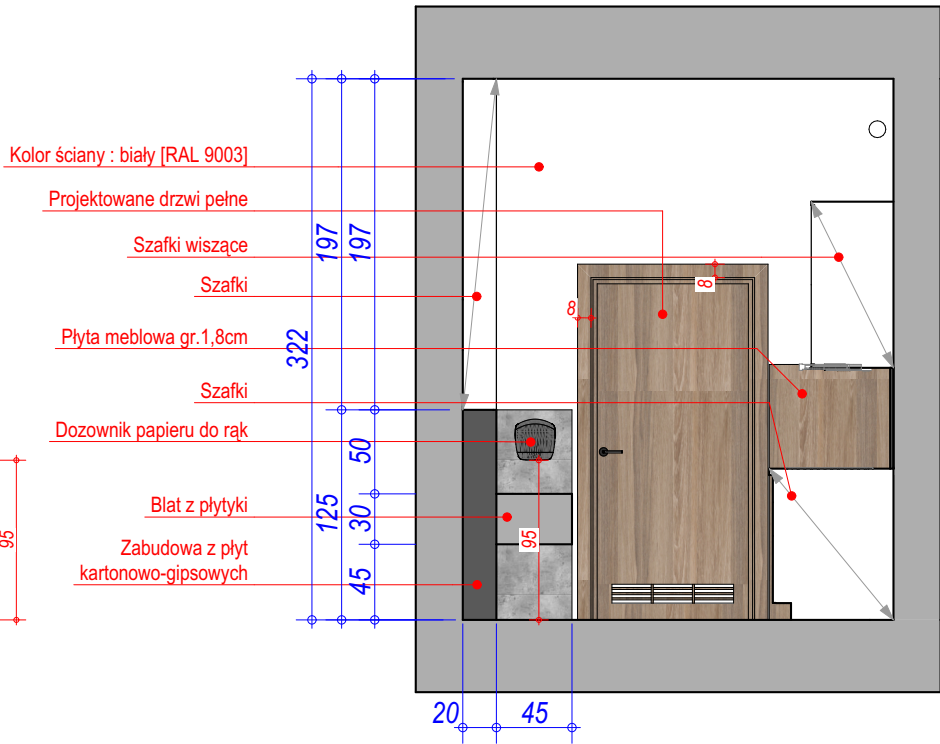 Kolor ściany : biały [RAL 9003]
Projektowane drzwi pełne
Szafki wiszące
Szafki
Płyta meblowa gr.1,8cm
Szafki
Dozownik papieru do rąk
Blat z płytyki
Zabudowa z płyt
kartonowo-gipsowych
322
197
197
125
50
30
45
95
95
8
8
20
45